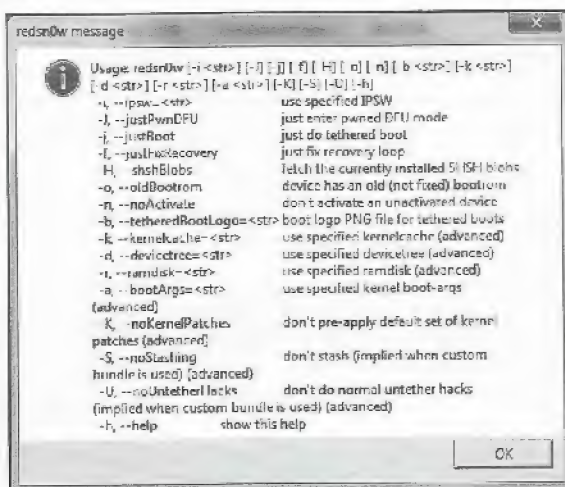 redsn0w message
Usage: redsn0w [-i <str>] [-J] [-j] [-f] [-H] [-o] [-n] [-b <str>] [-k <str>]
[-d <str>] [-r <str>] [-a <str>] [-K] [-S] [-U] [-h]
-i, --ipsw=<str> use specified IPSW
-J, --justPwnDFU just enter pwned DFU mode
-j, --justBoot just do tethered boot
-f, --justFixRecovery just fix recovery loop
-H, --shshBlobs fetch the currently installed SHSH blobs
-o, --oldBootrom device has an old (not fixed) bootrom
-n, --noActivate don't activate an unactivated device
-b, --tetheredBootLogo=<str> boot logo PNG file for tethered boots
-k, --kernelcache=<str> use specified kernelcache (advanced)
-d, --devicetree=<str> use specified devicetree (advanced)
-r, --ramdisk=<str> use specified ramdisk (advanced)
-a, --bootArgs=<str> use specified kernel boot-args
(advanced)
-K, --noKernelPatches don't pre-apply default set of kernel
patches (advanced)
-S, --noStashing don't stash (implied when custom
bundle is used) (advanced)
-U, --noUntetherHacks don't do normal untether hacks
(implied when custom bundle is used) (advanced)
-h, --help show this help
OK